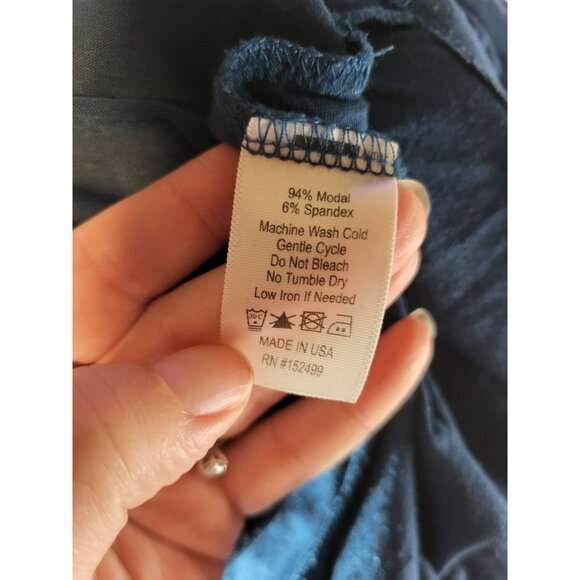 94% Modal
6% Spandex
Machine Wash Cold
Gentle Cycle
Do Not Bleach
No Tumble Dry
Low Iron If Needed
30 C
MADE IN USA
RN #152499